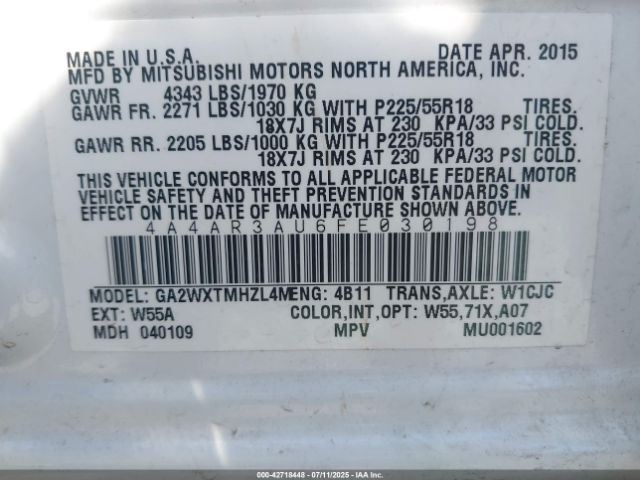 MADE IN U.S.A. DATE APR. 2015
MFD BY MITSUBISHI MOTORS NORTH AMERICA, INC.
GVWR 4343 LBS/1970 KG
GAWR FR. 2271 LBS/1030 KG WITH P225/55R18 TIRES.
18X7J RIMS AT 230 KPA/33 PSI COLD.
GAWR RR. 2205 LBS/1000 KG WITH P225/55R18 TIRES.
18X7J RIMS AT 230 KPA/33 PSI COLD.
THIS VEHICLE CONFORMS TO ALL APPLICABLE FEDERAL MOTOR
VEHICLE SAFETY AND THEFT PREVENTION STANDARDS IN
EFFECT ON THE DATE OF MANUFACTURE SHOWN ABOVE.
4A4AR3AU6FE030198
MODEL: GA2WXTMHZL4M ENG: 4B11 TRANS,AXLE: W1CJC
EXT: W55A COLOR,INT,OPT: W55,71X,A07
MDH 040109 MPV MU001602
000-42718448 - 07/11/2025 - IAAI.COM